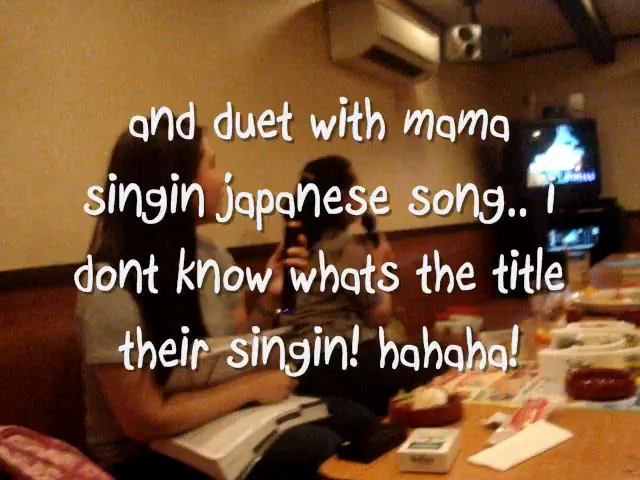 and duet with mama
singin japanese song.. i
dont know whats the title
their singin! hahaha!